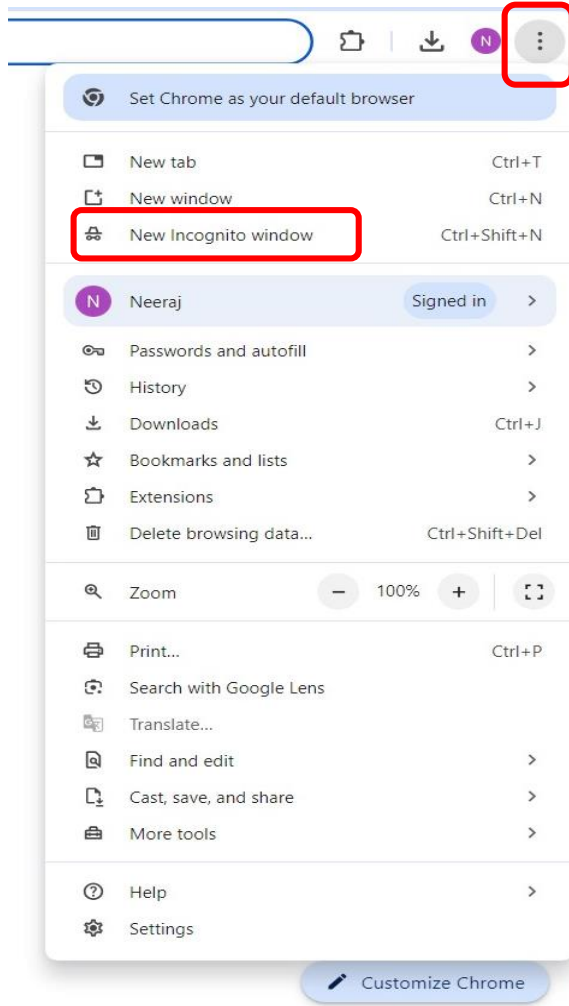 N
Set Chrome as your default browser
New tab Ctrl+T
New window Ctrl+N
New Incognito window Ctrl+Shift+N
N Neeraj Signed in
Passwords and autofill
History
Downloads Ctrl+J
Bookmarks and lists
Extensions
Delete browsing data... Ctrl+Shift+Del
Zoom − 100% +
Print... Ctrl+P
Search with Google Lens
Translate...
Find and edit
Cast, save, and share
More tools
Help
Settings
Customize Chrome